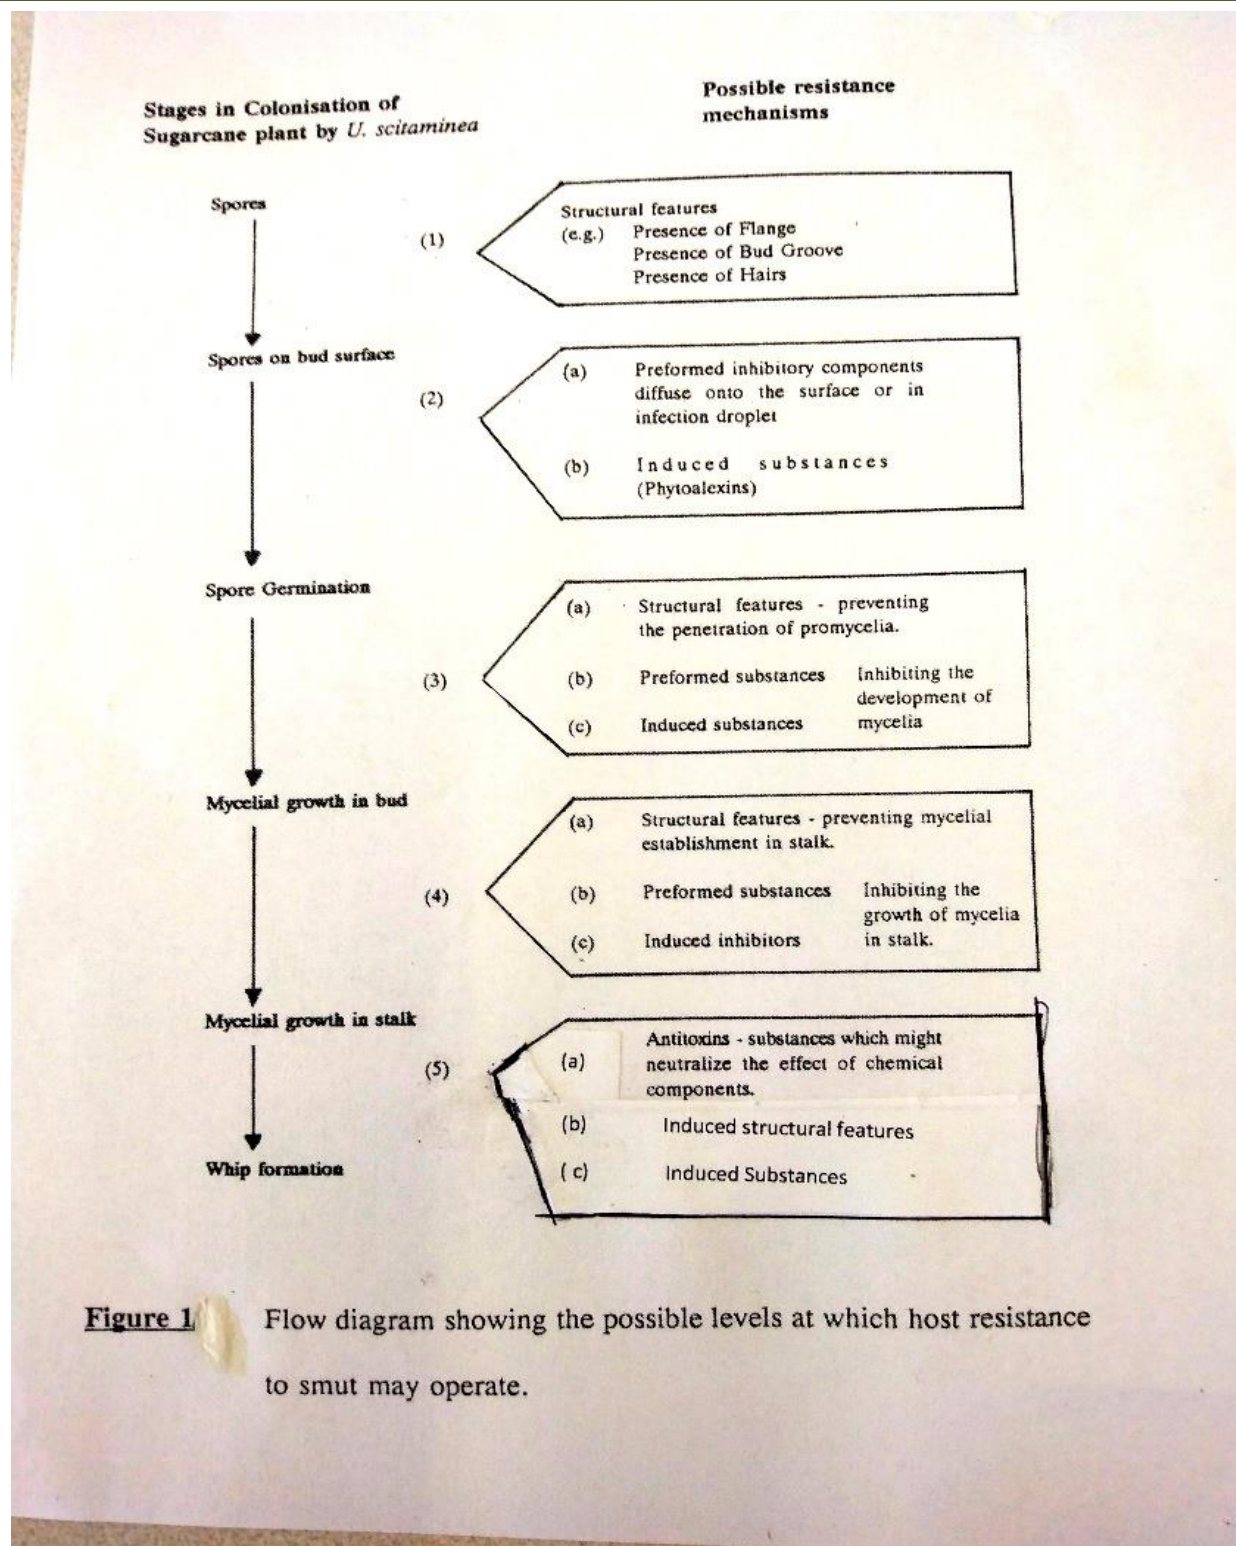 Stages in Colonisation of
Sugarcane plant by U. scitaminea
Possible resistance
mechanisms
Spores
(1)
Structural features
(e.g.) Presence of Flange
Presence of Bud Groove
Presence of Hairs
Spores on bud surface
(2)
(a) Preformed inhibitory components
diffuse onto the surface or in
infection droplet
(b) Induced substances
(Phytoalexins)
Spore Germination
(3)
(a) Structural features - preventing
the penetration of promycelia.
(b) Preformed substances Inhibiting the
development of
(c) Induced substances mycelia
Mycelial growth in bud
(4)
(a) Structural features - preventing mycelial
establishment in stalk.
(b) Preformed substances Inhibiting the
growth of mycelia
(c) Induced inhibitors in stalk.
Mycelial growth in stalk
(5)
Antitoxins - substances which might
(a) neutralize the effect of chemical
components.
(b) Induced structural features
( c) Induced Substances
Whip formation
Figure 1 Flow diagram showing the possible levels at which host resistance
to smut may operate.